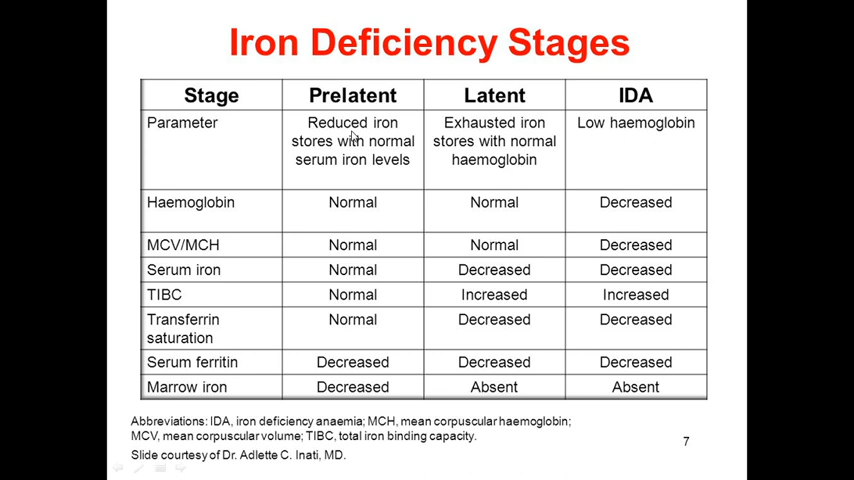 Iron Deficiency Stages
Stage Prelatent Latent IDA
Parameter Reduced iron stores with normal serum iron levels Exhausted iron stores with normal haemoglobin Low haemoglobin
Haemoglobin Normal Normal Decreased
MCV/MCH Normal Normal Decreased
Serum iron Normal Decreased Decreased
TIBC Normal Increased Increased
Transferrin saturation Normal Decreased Decreased
Serum ferritin Decreased Decreased Decreased
Marrow iron Decreased Absent Absent
Abbreviations: IDA, iron deficiency anaemia; MCH, mean corpuscular haemoglobin;
MCV, mean corpuscular volume; TIBC, total iron binding capacity.
7
Slide courtesy of Dr. Adlette C. Inati, MD.